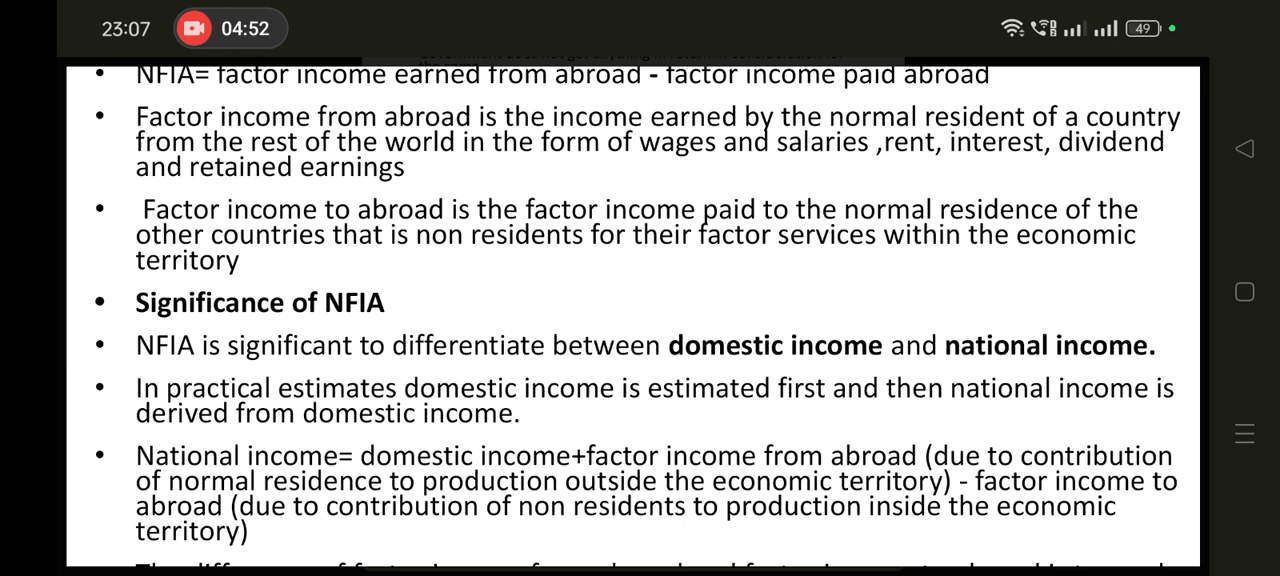 23:07
04:52
49
NFIA= factor income earned from abroad - factor income paid abroad
• Factor income from abroad is the income earned by the normal resident of a country
from the rest of the world in the form of wages and salaries ,rent, interest, dividend
and retained earnings
• Factor income to abroad is the factor income paid to the normal residence of the
other countries that is non residents for their factor services within the economic
territory
• Significance of NFIA
• NFIA is significant to differentiate between domestic income and national income.
• In practical estimates domestic income is estimated first and then national income is
derived from domestic income.
• National income= domestic income+factor income from abroad (due to contribution
of normal residence to production outside the economic territory) - factor income to
abroad (due to contribution of non residents to production inside the economic
territory)